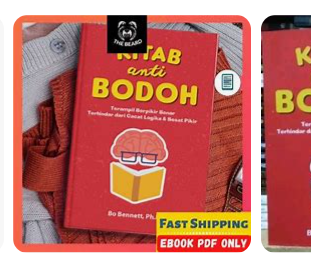 THE BEARD
KITAB
anti
BODOH
Terampil Berpikir Benar
Terhindar dari Cacat Logika & Sesat Pikir
Bo Bennett, Ph
FAST SHIPPING
EBOOK PDF ONLY
K
BO
Ter
Terhindar d
B